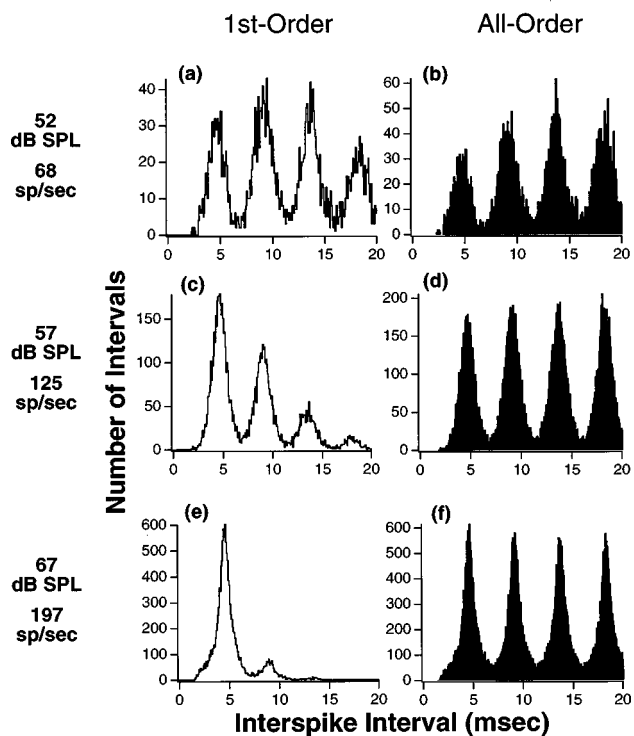 1st-Order
All-Order
(a)
(b)
52
dB SPL
68
sp/sec
40
30
20
10
0
0 5 10 15 20
60
50
40
30
20
10
0
0 5 10 15 20
(c)
(d)
57
dB SPL
125
sp/sec
150
100
50
0
0 5 10 15 20
200
150
100
50
0
0 5 10 15 20
(e)
(f)
67
dB SPL
197
sp/sec
600
500
400
300
200
100
0
0 5 10 15 20
600
500
400
300
200
100
0
0 5 10 15 20
Number of Intervals
Interspike Interval (msec)